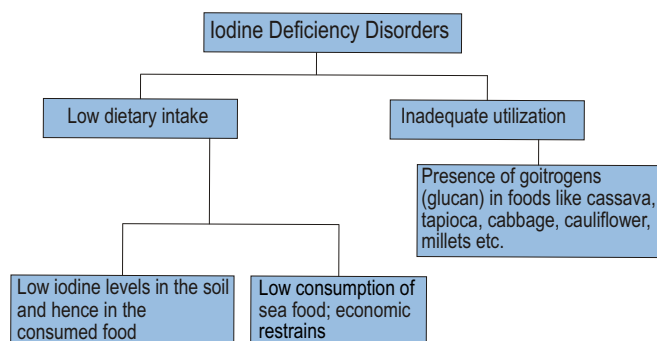 Iodine Deficiency Disorders
Low dietary intake
Inadequate utilization
Presence of goitrogens
(glucan) in foods like cassava,
tapioca, cabbage, cauliflower,
millets etc.
Low iodine levels in the soil
and hence in the
consumed food
Low consumption of
sea food; economic
restrains